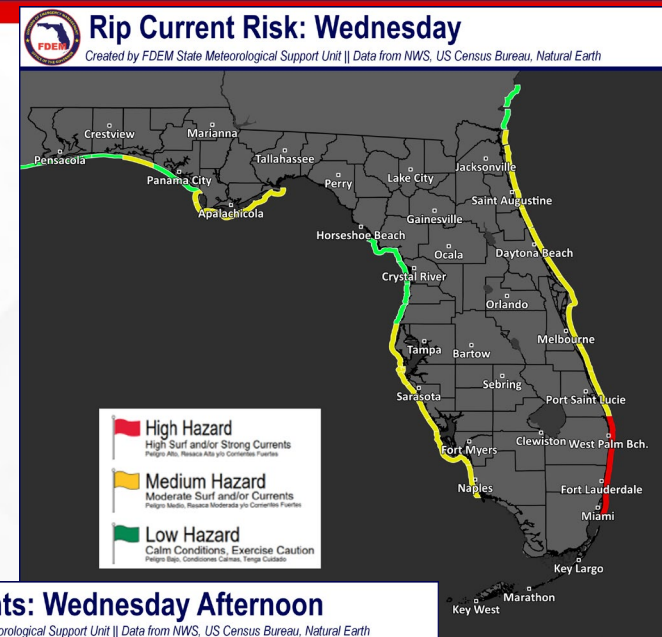 FDEM
Rip Current Risk: Wednesday
Created by FDEM State Meteorological Support Unit || Data from NWS, US Census Bureau, Natural Earth
Crestview
Marianna
Pensacola
Tallahassee
Jacksonville
Panama City
Perry
Lake City
Saint Augustine
Apalachicola
Gainesville
Horseshoe Beach
Ocala
Daytona Beach
Crystal River
Orlando
Melbourne
Tampa
Bartow
Sebring
Sarasota
Port Saint Lucie
High Hazard
High Surf and/or Strong Currents
Peligro Alto, Resaca Alta y/o Corrientes Fuertes
Clewiston
West Palm Bch.
Fort Myers
Medium Hazard
Moderate Surf and/or Currents
Peligro Medio, Resaca Moderada y/o Corrientes Fuertes
Naples
Fort Lauderdale
Miami
Low Hazard
Calm Conditions, Exercise Caution
Peligro Bajo, Condiciones Calmas, Tenga Cuidado
Key Largo
Marathon
Key West
nts: Wednesday Afternoon
orological Support Unit || Data from NWS, US Census Bureau, Natural Earth